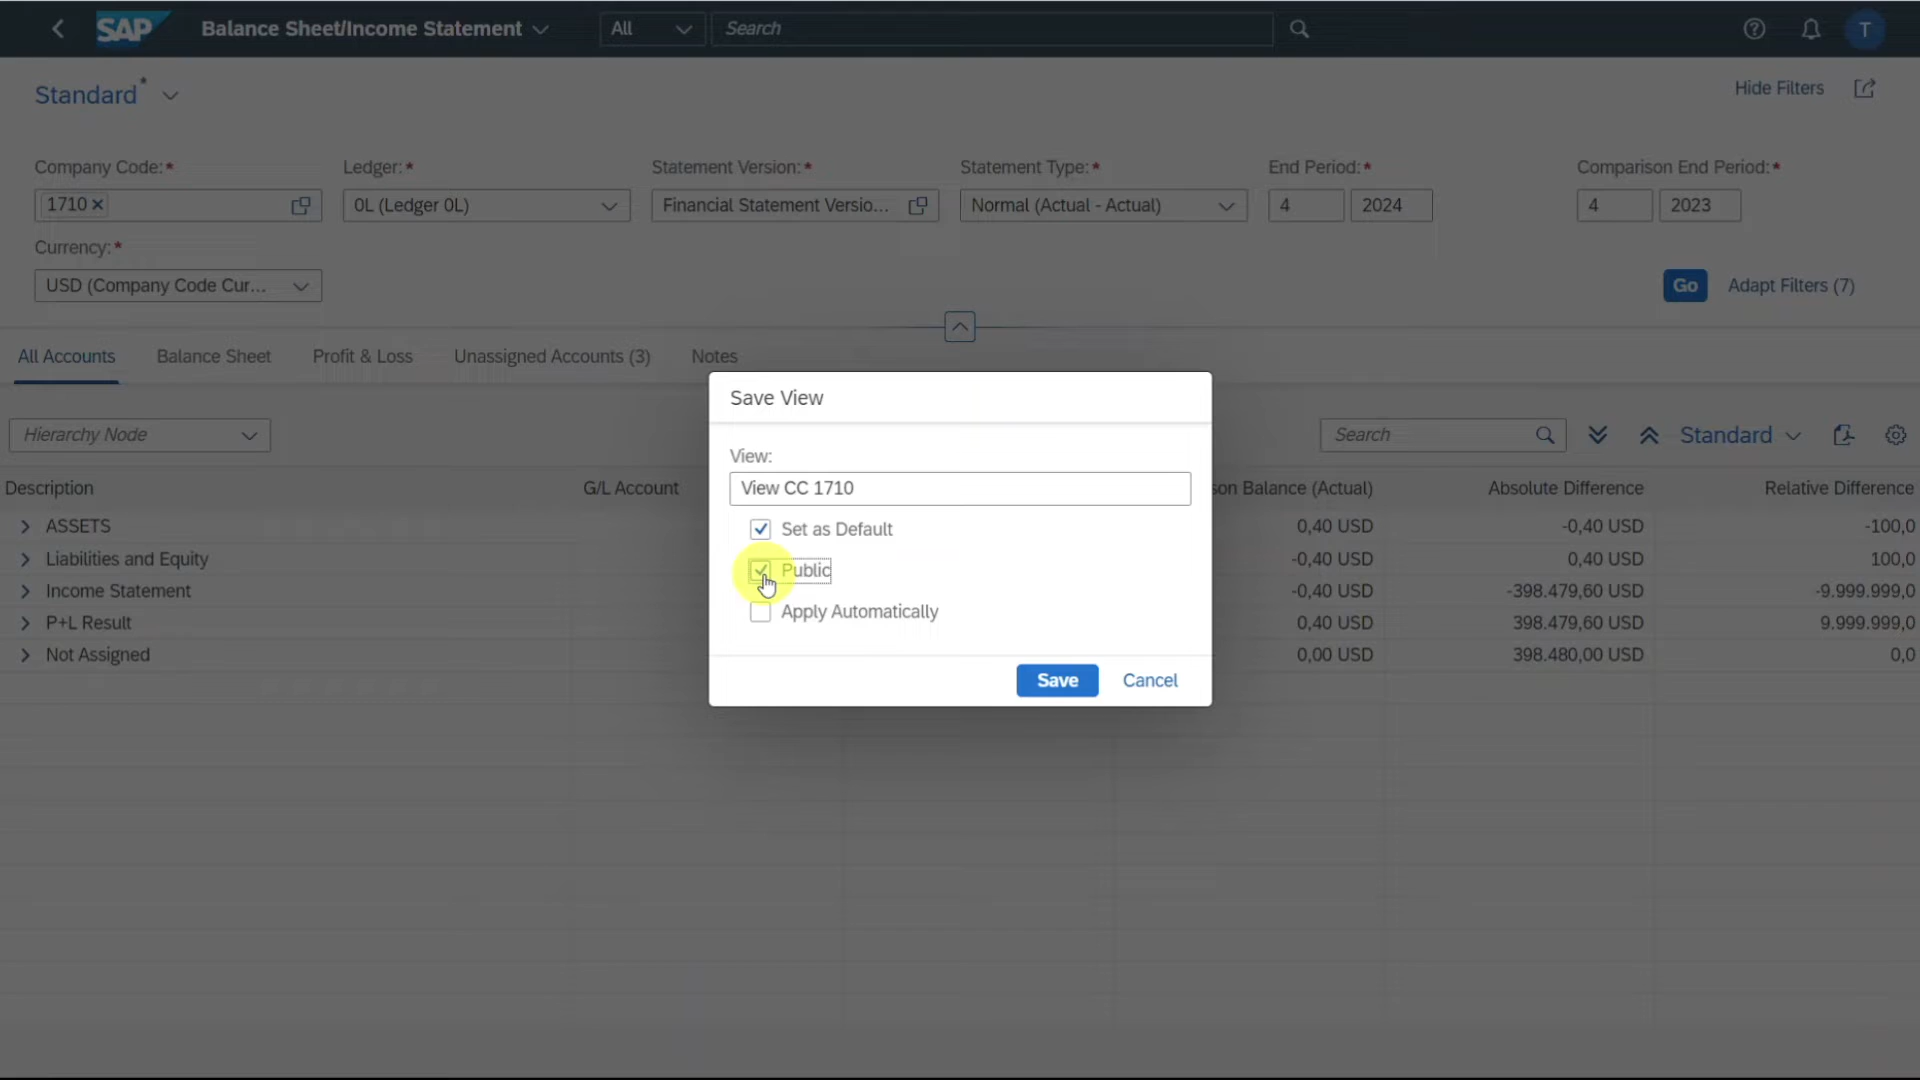 SAP Balance Sheet/Income Statement All Search T
Standard* Hide Filters
Company Code:* Ledger:* Statement Version:* Statement Type:* End Period:* Comparison End Period:*
1710 0L (Ledger 0L) Financial Statement Versio... Normal (Actual - Actual) 4 2024 4 2023
Currency:*
USD (Company Code Cur... Go Adapt Filters (7)
All Accounts Balance Sheet Profit & Loss Unassigned Accounts (3) Notes
Save View
Hierarchy Node Search Standard
View:
Description G/L Account View CC 1710 son Balance (Actual) Absolute Difference Relative Difference
ASSETS Set as Default 0,40 USD -0,40 USD -100,0
Liabilities and Equity Public -0,40 USD 0,40 USD 100,0
Income Statement -0,40 USD -398.479,60 USD -9.999.999,0
P+L Result Apply Automatically 0,40 USD 398.479,60 USD 9.999.999,0
Not Assigned 0,00 USD 398.480,00 USD 0,0
Save Cancel